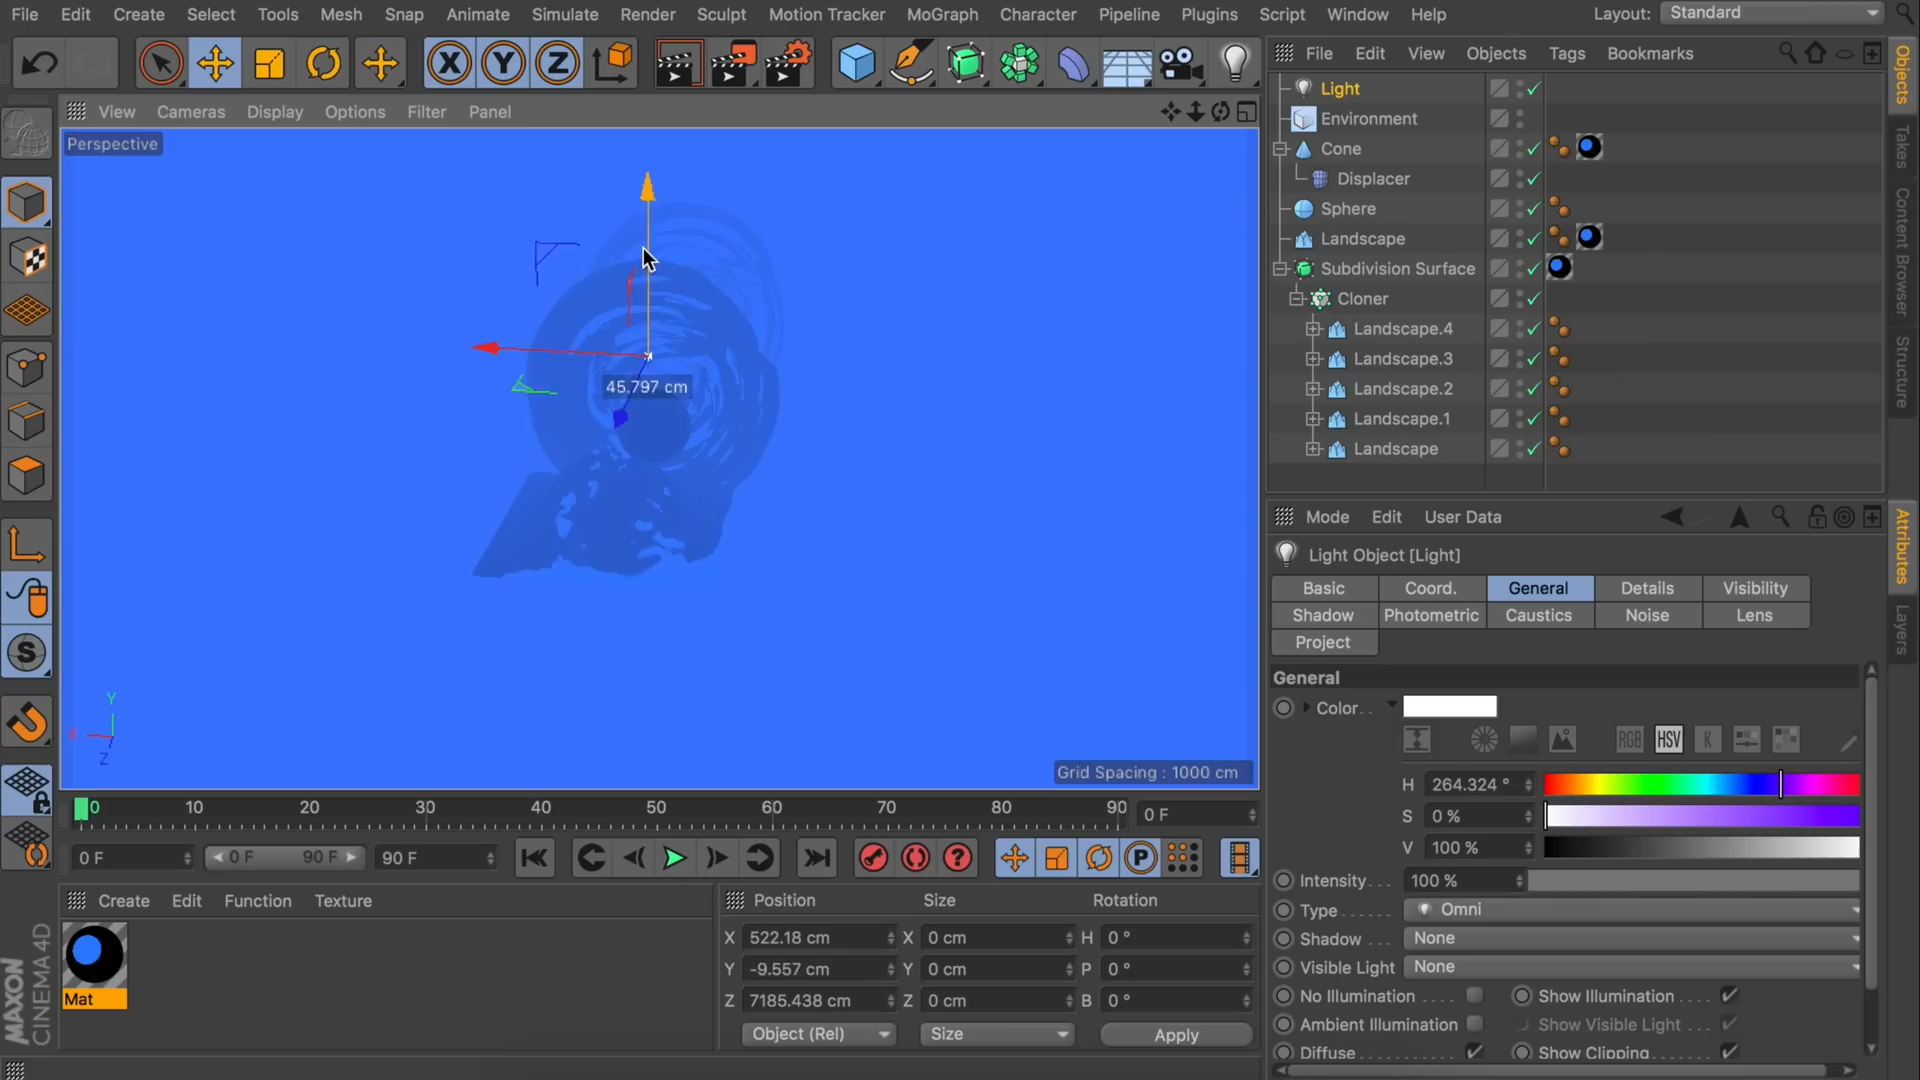 File Edit Create Select Tools Mesh Snap Animate Simulate Render Sculpt Motion Tracker MoGraph Character Pipeline Plugins Script Window Help Layout: Standard
X Y Z
File Edit View Objects Tags Bookmarks
View Cameras Display Options Filter Panel
Perspective
45.797 cm
Y
X
Z
Grid Spacing : 1000 cm
Light
Environment
Cone
Displacer
Sphere
Landscape
Subdivision Surface
Cloner
Landscape.4
Landscape.3
Landscape.2
Landscape.1
Landscape
Objects
Takes
Content Browser
Structure
Mode Edit User Data
Light Object [Light]
Basic Coord. General Details Visibility
Shadow Photometric Caustics Noise Lens
Project
Attributes
Layers
General
Color. .
RGB HSV K
H 264.324 °
S 0 %
V 100 %
Intensity. . . 100 %
Type . . . . . . Omni
Shadow . . . None
Visible Light None
No Illumination . . . . Show Illumination . . . .
Ambient Illumination Show Visible Light . . .
Diffuse. . . . . . . . . . . Show Clipping. . . . . . .
S
0 10 20 30 40 50 60 70 80 90 0 F
0 F 0 F 90 F 90 F
? P
Create Edit Function Texture
Mat
MAXON
CINEMA 4D
Position Size Rotation
X 522.18 cm X 0 cm H 0 °
Y -9.557 cm Y 0 cm P 0 °
Z 7185.438 cm Z 0 cm B 0 °
Object (Rel) Size Apply